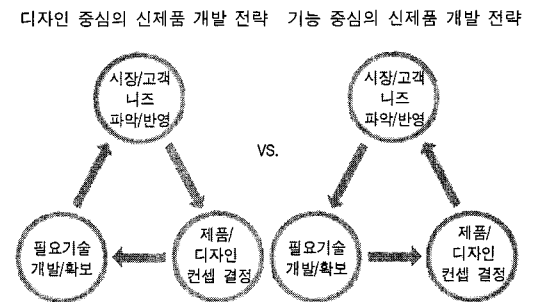 디자인 중심의 신제품 개발 전략 기능 중심의 신제품 개발 전략
시장/고객
니즈
파악/반영
필요기술
개발/확보
제품/
디자인
컨셉 결정
VS.
시장/고객
니즈
파악/반영
필요기술
개발/확보
제품/
디자인
컨셉 결정